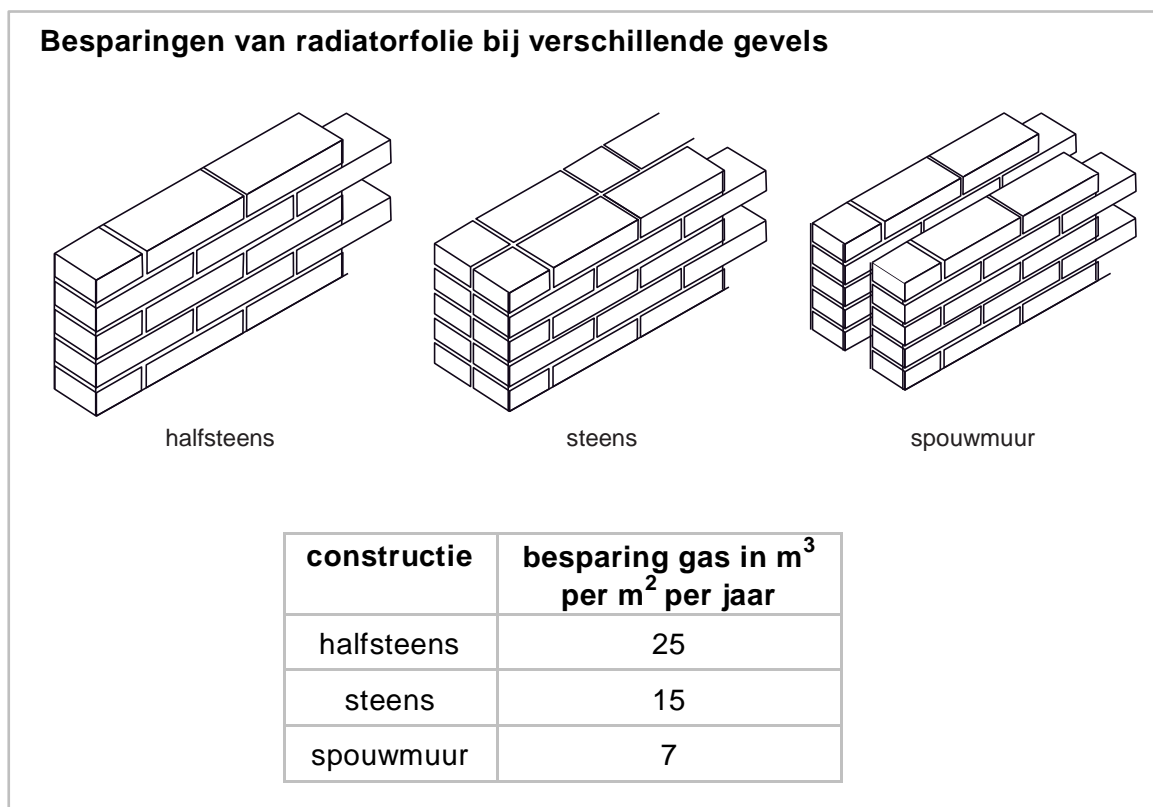 Besparingen van radiatorfolie bij verschillende gevels
halfsteens
steens
spouwmuur
constructie
besparing gas in m³
per m² per jaar
halfsteens 25
steens 15
spouwmuur 7